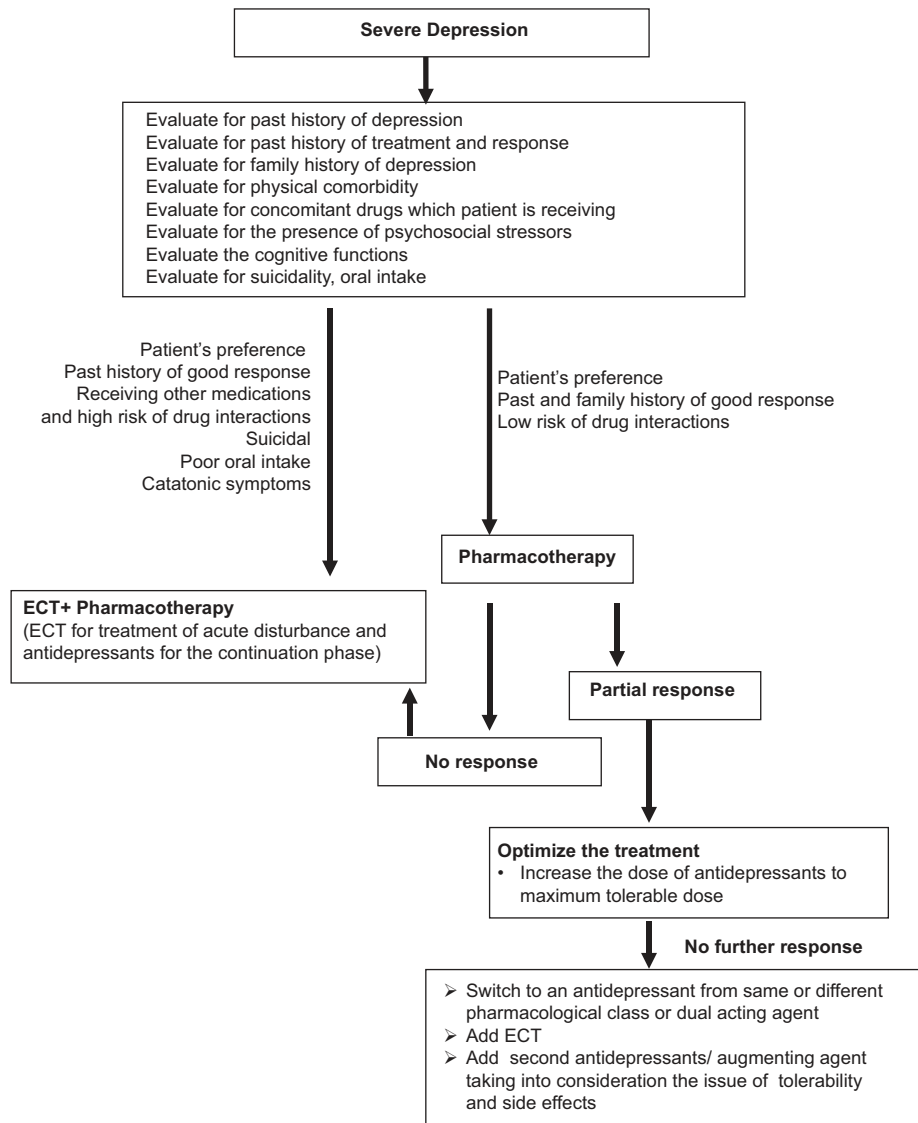 Severe Depression
Evaluate for past history of depression
Evaluate for past history of treatment and response
Evaluate for family history of depression
Evaluate for physical comorbidity
Evaluate for concomitant drugs which patient is receiving
Evaluate for the presence of psychosocial stressors
Evaluate the cognitive functions
Evaluate for suicidality, oral intake
Patient's preference
Past history of good response
Receiving other medications
and high risk of drug interactions
Suicidal
Poor oral intake
Catatonic symptoms
Patient's preference
Past and family history of good response
Low risk of drug interactions
Pharmacotherapy
ECT+ Pharmacotherapy
(ECT for treatment of acute disturbance and
antidepressants for the continuation phase)
Partial response
No response
Optimize the treatment
• Increase the dose of antidepressants to
maximum tolerable dose
No further response
➢ Switch to an antidepressant from same or different
pharmacological class or dual acting agent
➢ Add ECT
➢ Add second antidepressants/ augmenting agent
taking into consideration the issue of tolerability
and side effects